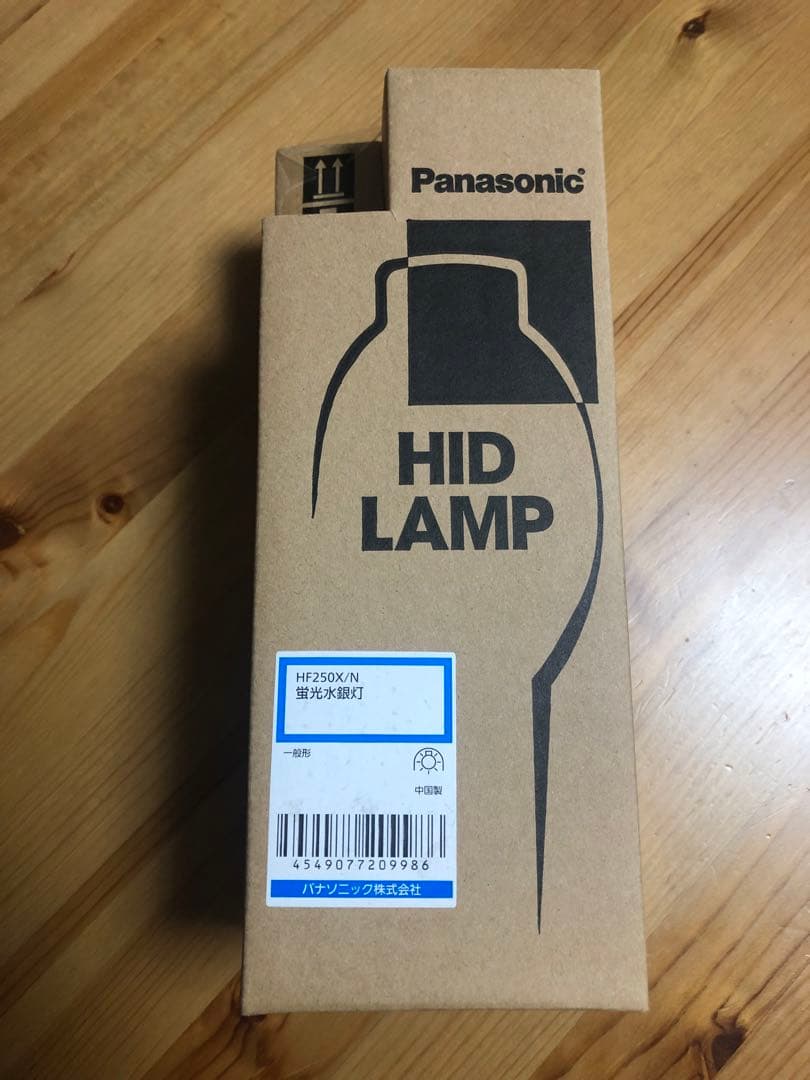 Panasonic
HID
LAMP
HF250X/N
蛍光水銀灯
一般形
中国製
4549077209986
パナソニック株式会社